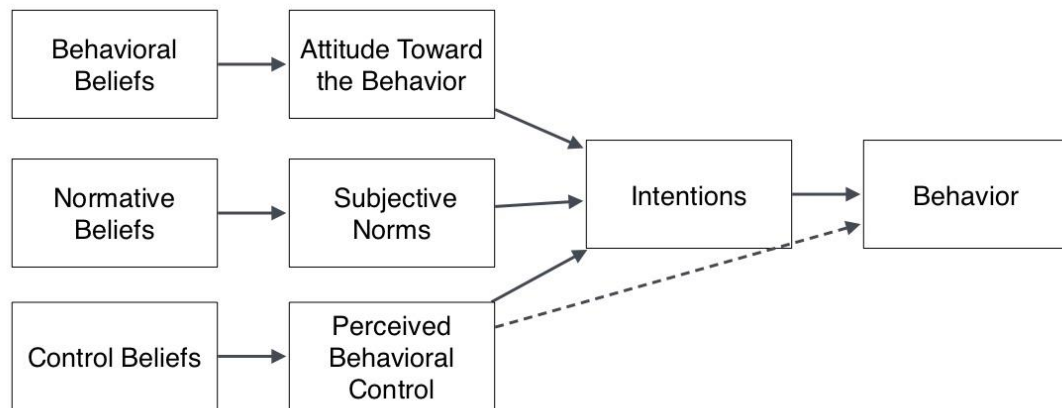 Behavioral
Beliefs
Attitude Toward
the Behavior
Normative
Beliefs
Subjective
Norms
Intentions
Behavior
Control Beliefs
Perceived
Behavioral
Control